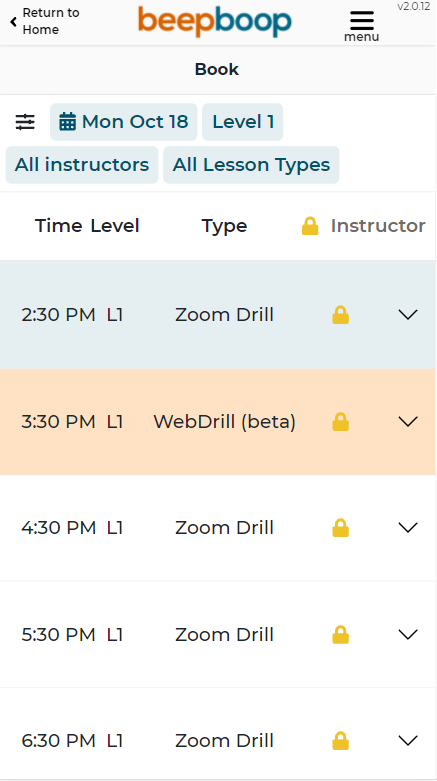 Return to
Home
beepboop
v2.0.12
menu
Book
Mon Oct 18 Level 1
All instructors All Lesson Types
Time Level Type Instructor
2:30 PM L1 Zoom Drill
3:30 PM L1 WebDrill (beta)
4:30 PM L1 Zoom Drill
5:30 PM L1 Zoom Drill
6:30 PM L1 Zoom Drill